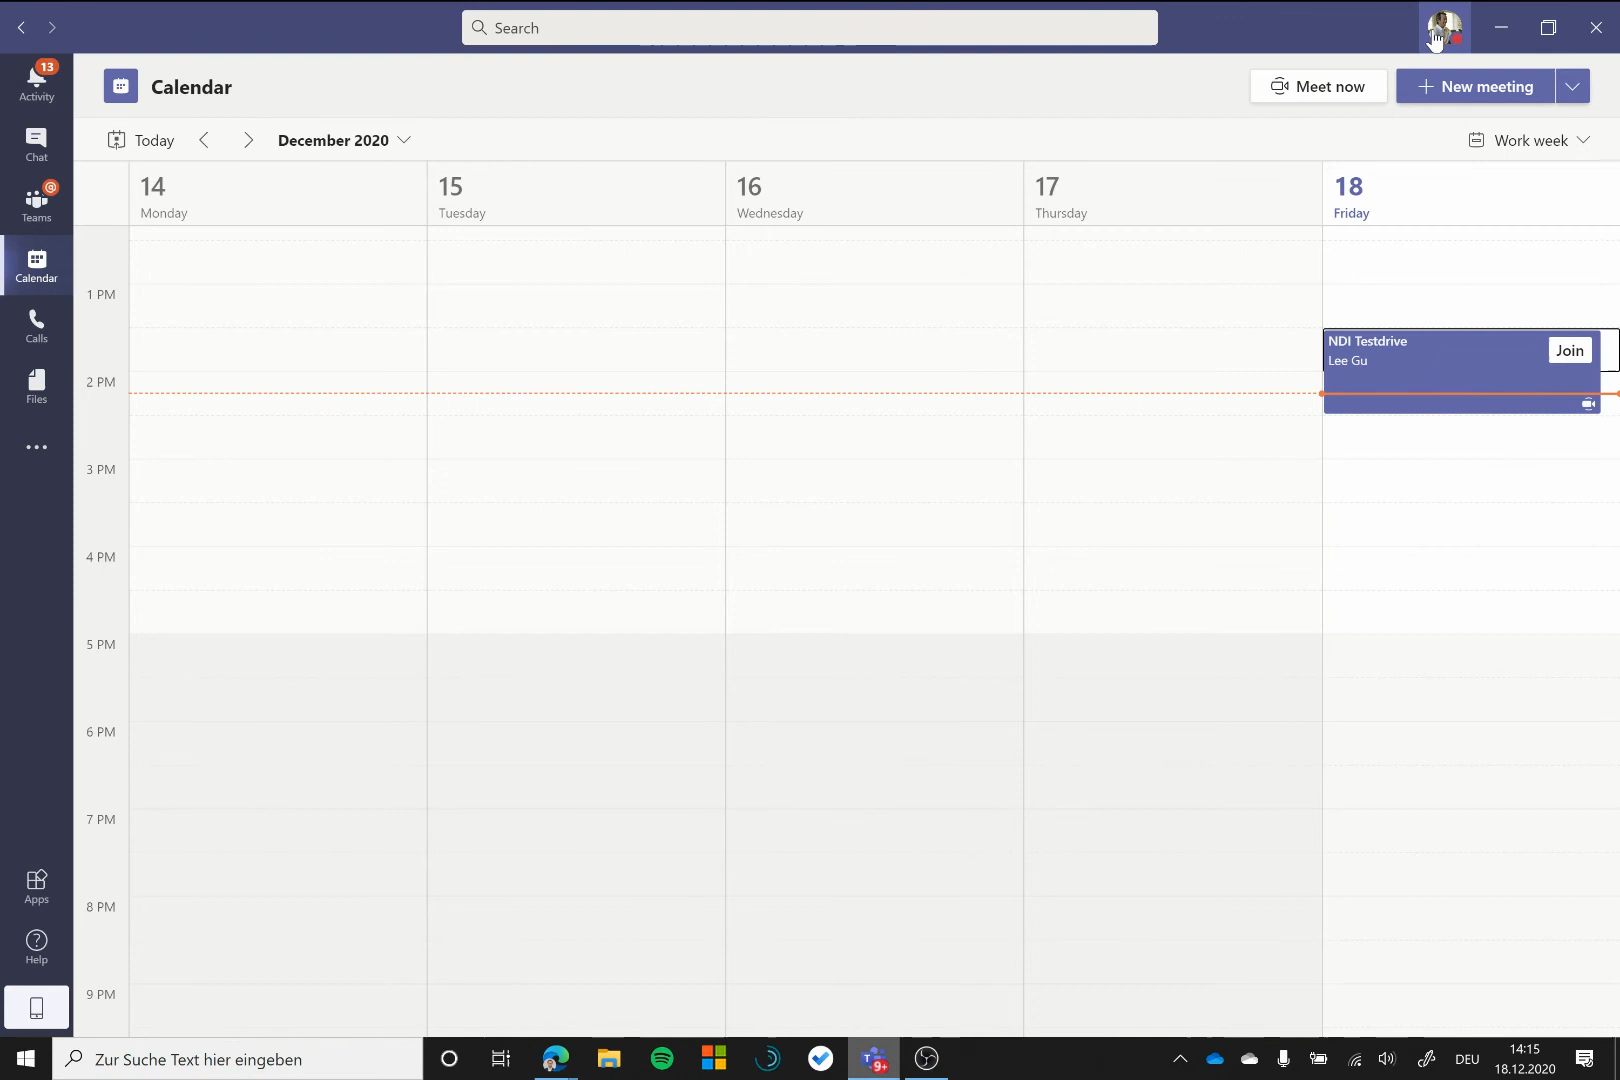 Search
13
Activity
Chat
@
Teams
Calendar
Calls
Files
Apps
Help
Calendar
Meet now
New meeting
Today
December 2020
Work week
14
Monday
15
Tuesday
16
Wednesday
17
Thursday
18
Friday
1 PM
2 PM
3 PM
4 PM
5 PM
6 PM
7 PM
8 PM
9 PM
NDI Testdrive
Lee Gu
Join
Zur Suche Text hier eingeben
T
9+
DEU
14:15
18.12.2020